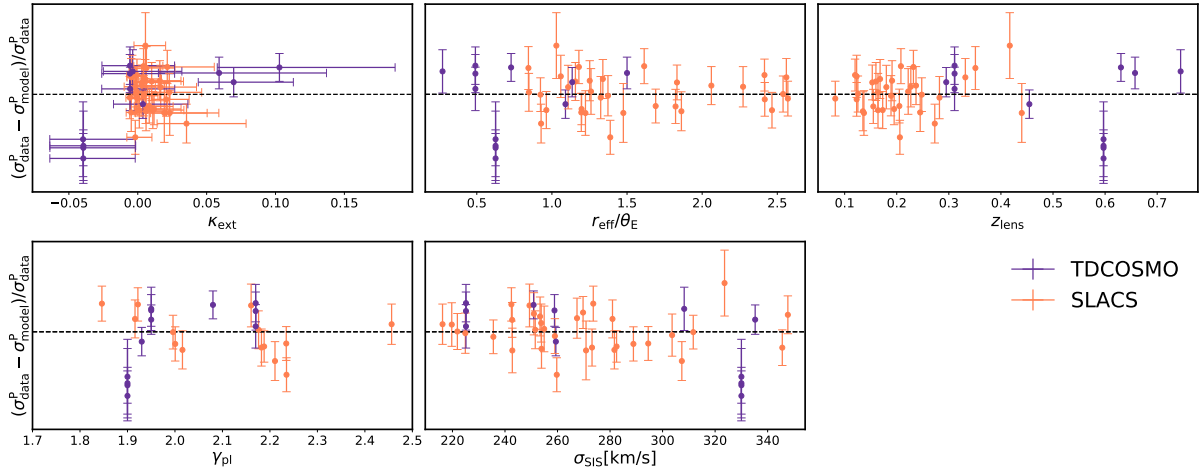 (σ^P_data − σ^P_model)/σ^P_data
−0.05 0.00 0.05 0.10 0.15
κ_ext
0.5 1.0 1.5 2.0 2.5
r_eff/θ_E
0.1 0.2 0.3 0.4 0.5 0.6 0.7
z_lens
(σ^P_data − σ^P_model)/σ^P_data
1.7 1.8 1.9 2.0 2.1 2.2 2.3 2.4 2.5
γ_pl
220 240 260 280 300 320 340
σ_SIS[km/s]
TDCOSMO
SLACS